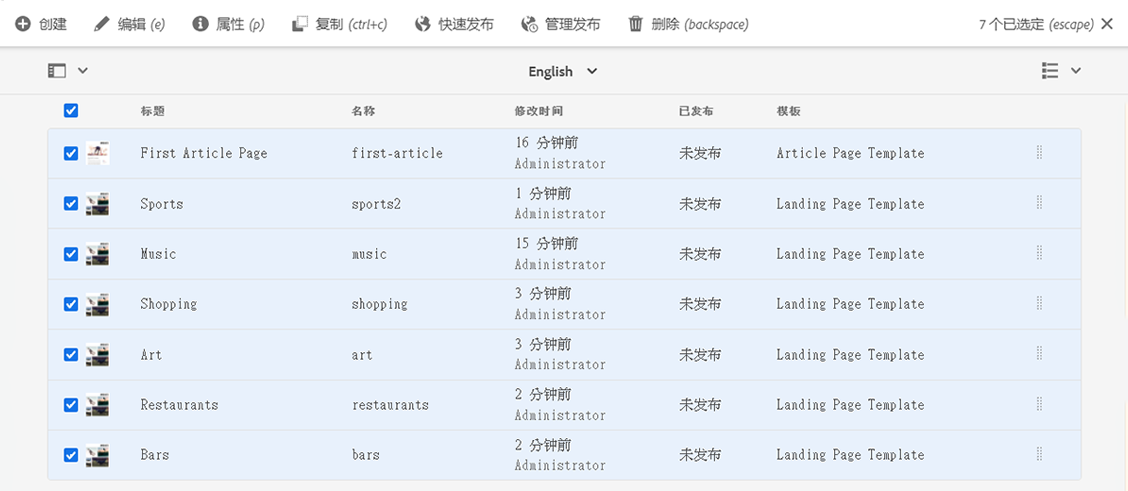 创建 编辑 (e) 属性 (p) 复制 (ctrl+c) 快速发布 管理发布 删除 (backspace) 7 个已选定 (escape)
English
标题 名称 修改时间 已发布 模板
First Article Page first-article 16 分钟前 未发布 Article Page Template
Administrator
Sports sports2 1 分钟前 未发布 Landing Page Template
Administrator
Music music 15 分钟前 未发布 Landing Page Template
Administrator
Shopping shopping 3 分钟前 未发布 Landing Page Template
Administrator
Art art 3 分钟前 未发布 Landing Page Template
Administrator
Restaurants restaurants 2 分钟前 未发布 Landing Page Template
Administrator
Bars bars 2 分钟前 未发布 Landing Page Template
Administrator